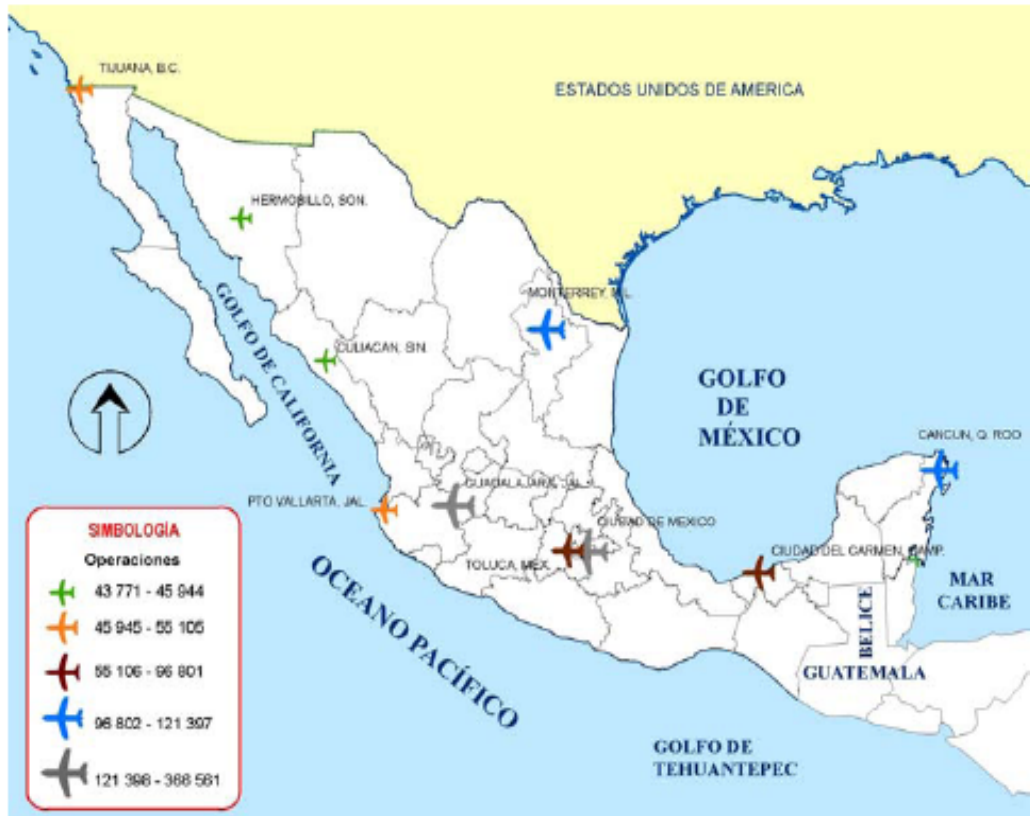 TIJUANA, B.C.
ESTADOS UNIDOS DE AMERICA
HERMOSILLO, SON.
MONTERREY, N.L.
GOLFO DE CALIFORNIA
CULIACAN, SIN.
GOLFO
DE
MÉXICO
CANCUN, Q. ROO
GUADALAJARA, JAL.
PTO VALLARTA, JAL.
CIUDAD DE MEXICO
TOLUCA, MEX.
CIUDAD DEL CARMEN, CAMP.
OCEANO PACÍFICO
MAR
CARIBE
BELICE
GUATEMALA
GOLFO DE
TEHUANTEPEC
SIMBOLOGÍA
Operaciones
43 771 - 45 944
45 945 - 55 105
55 106 - 96 801
96 802 - 121 397
121 398 - 366 561